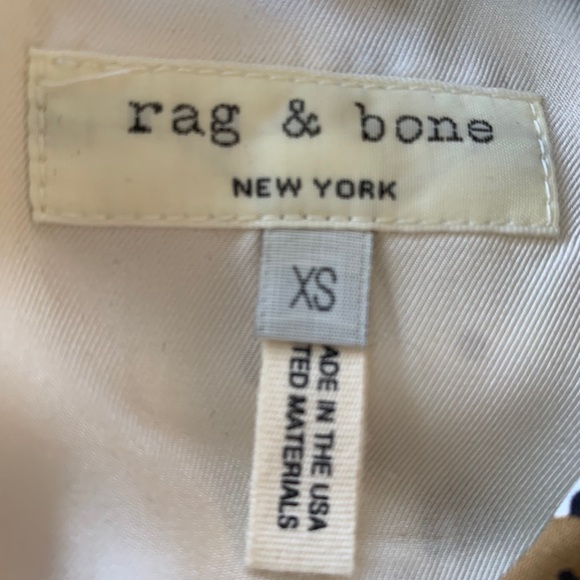 rag & bone
NEW YORK
XS
ADE IN THE USA
TED MATERIALS